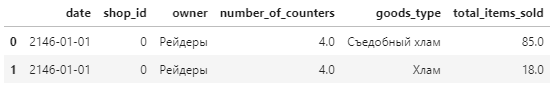 date shop_id owner number_of_counters goods_type total_items_sold
0 2146-01-01 0 Рейдеры 4.0 Съедобный хлам 85.0
1 2146-01-01 0 Рейдеры 4.0 Хлам 18.0